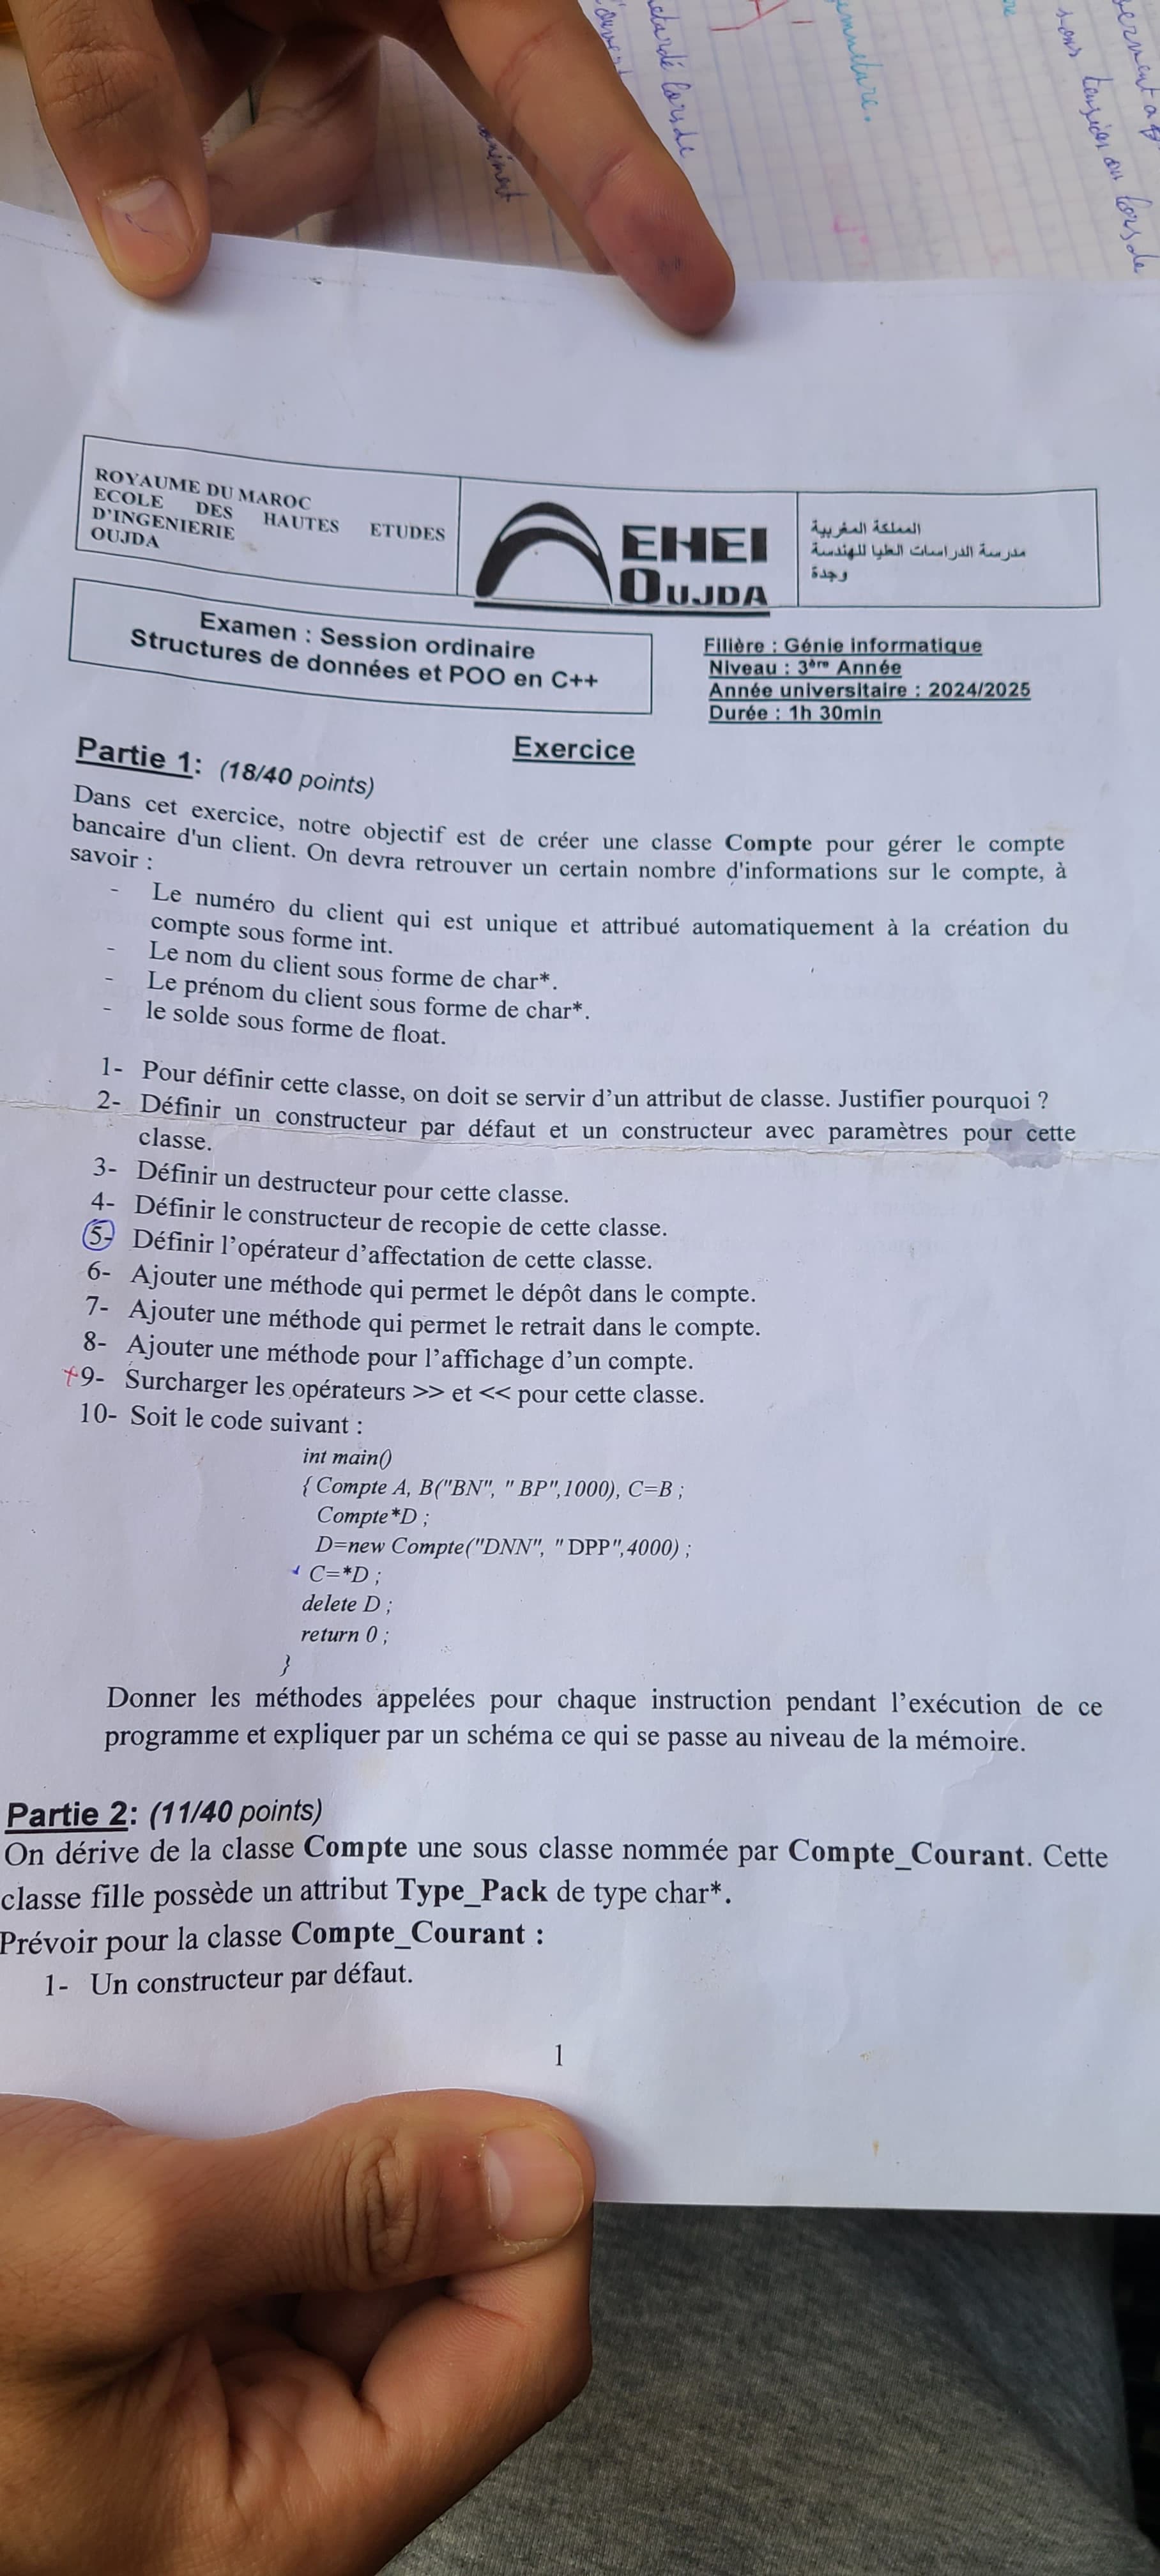 elardé lors de
ROYAUME DU MAROC
ECOLE DES HAUTES ETUDES
D'INGENIERIE
OUJDA
EHEI
OUJDA
المملكة المغربية
مدرسة الدراسات العليا للهندسة
وجدة
Examen : Session ordinaire
Structures de données et POO en C++
Filière : Génie informatique
Niveau : 3ère Année
Année universitaire : 2024/2025
Durée : 1h 30min
Exercice
Partie 1: (18/40 points)
Dans cet exercice, notre objectif est de créer une classe Compte pour gérer le compte
bancaire d'un client. On devra retrouver un certain nombre d'informations sur le compte, à
savoir :
- Le numéro du client qui est unique et attribué automatiquement à la création du
compte sous forme int.
- Le nom du client sous forme de char*.
- Le prénom du client sous forme de char*.
- le solde sous forme de float.
1- Pour définir cette classe, on doit se servir d'un attribut de classe. Justifier pourquoi ?
2- Définir un constructeur par défaut et un constructeur avec paramètres pour cette
classe.
3- Définir un destructeur pour cette classe.
4- Définir le constructeur de recopie de cette classe.
5- Définir l'opérateur d'affectation de cette classe.
6- Ajouter une méthode qui permet le dépôt dans le compte.
7- Ajouter une méthode qui permet le retrait dans le compte.
8- Ajouter une méthode pour l'affichage d'un compte.
+9- Surcharger les opérateurs >> et << pour cette classe.
10- Soit le code suivant :
int main()
{ Compte A, B("BN", " BP",1000), C=B ;
Compte*D ;
D=new Compte("DNN", " DPP",4000) ;
C=*D ;
delete D ;
return 0 ;
}
Donner les méthodes appelées pour chaque instruction pendant l'exécution de ce
programme et expliquer par un schéma ce qui se passe au niveau de la mémoire.
Partie 2: (11/40 points)
On dérive de la classe Compte une sous classe nommée par Compte_Courant. Cette
classe fille possède un attribut Type_Pack de type char*.
Prévoir pour la classe Compte_Courant :
1- Un constructeur par défaut.
1